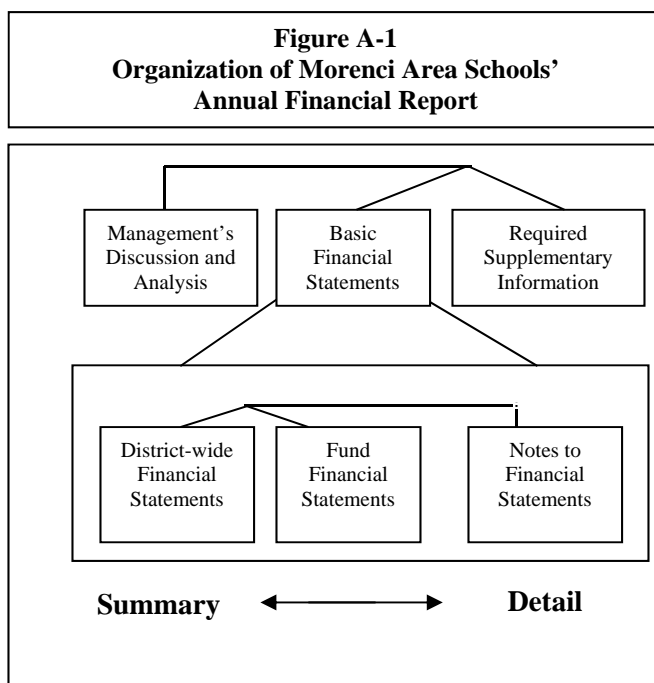 Figure A-1
Organization of Morenci Area Schools’
Annual Financial Report
Management’s
Discussion and
Analysis
Basic
Financial
Statements
Required
Supplementary
Information
District-wide
Financial
Statements
Fund
Financial
Statements
Notes to
Financial
Statements
Summary
Detail